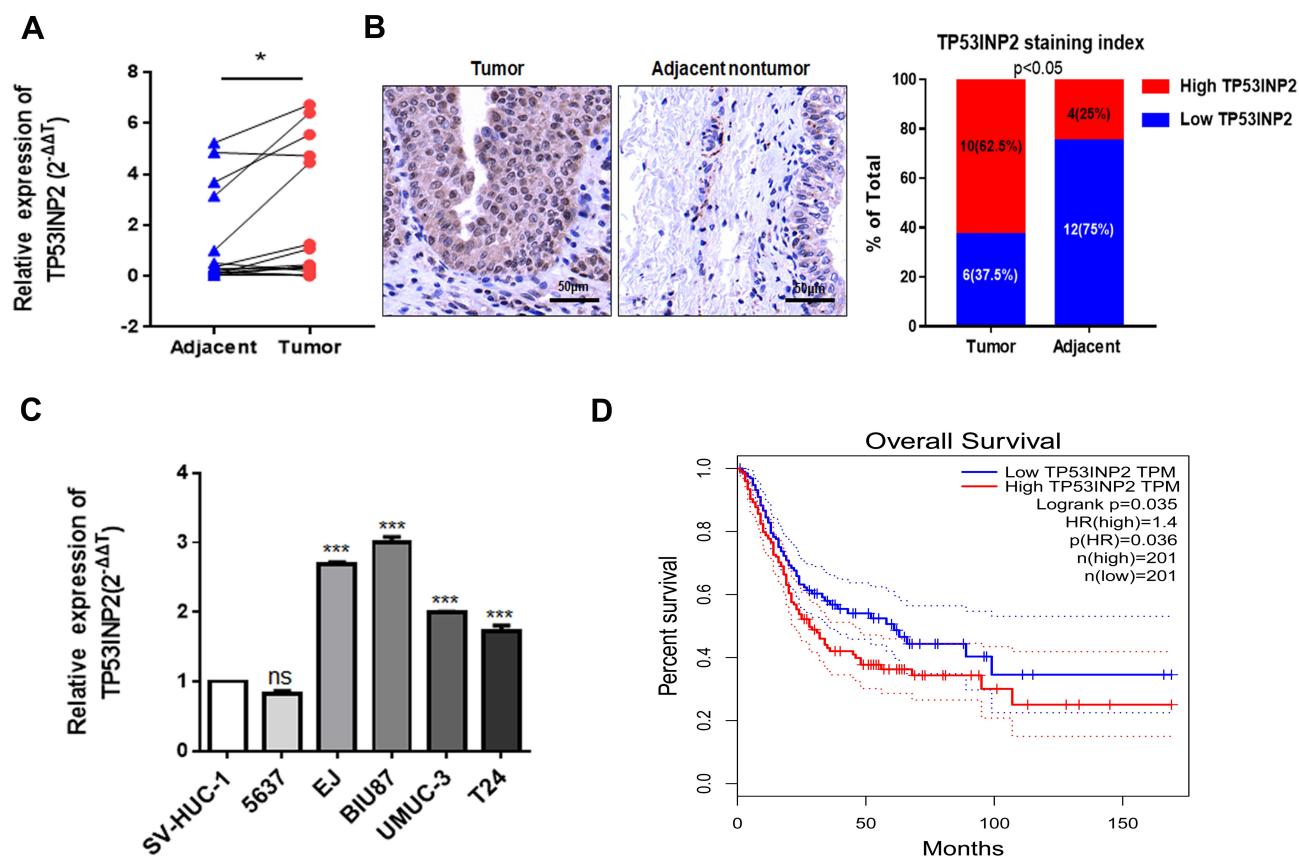 A
Relative expression of
TP53INP2 (2-ΔΔT)
8
6
4
2
0
-2
*
Adjacent Tumor
B
Tumor
50μm
Adjacent nontumor
50μm
TP53INP2 staining index
p<0.05
% of Total
100
80
60
40
20
0
10(62.5%)
6(37.5%)
4(25%)
12(75%)
Tumor Adjacent
High TP53INP2
Low TP53INP2
C
Relative expression of
TP53INP2(2-ΔΔT)
4
3
2
1
0
ns
***
***
***
***
SV-HUC-1
5637
EJ
BIU87
UMUC-3
T24
D
Overall Survival
Percent survival
1.0
0.8
0.6
0.4
0.2
0.0
Low TP53INP2 TPM
High TP53INP2 TPM
Logrank p=0.035
HR(high)=1.4
p(HR)=0.036
n(high)=201
n(low)=201
0 50 100 150
Months